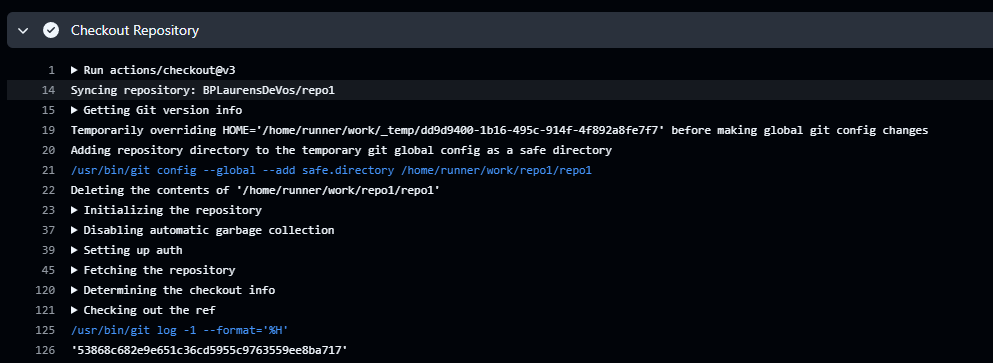 Checkout Repository
1 Run actions/checkout@v3
14 Syncing repository: BPLaurensDeVos/repo1
15 Getting Git version info
19 Temporarily overriding HOME='/home/runner/work/_temp/dd9d9400-1b16-495c-914f-4f892a8fe7f7' before making global git config changes
20 Adding repository directory to the temporary git global config as a safe directory
21 /usr/bin/git config --global --add safe.directory /home/runner/work/repo1/repo1
22 Deleting the contents of '/home/runner/work/repo1/repo1'
23 Initializing the repository
37 Disabling automatic garbage collection
39 Setting up auth
45 Fetching the repository
120 Determining the checkout info
121 Checking out the ref
125 /usr/bin/git log -1 --format='%H'
126 '53868c682e9e651c36cd5955c9763559ee8ba717'